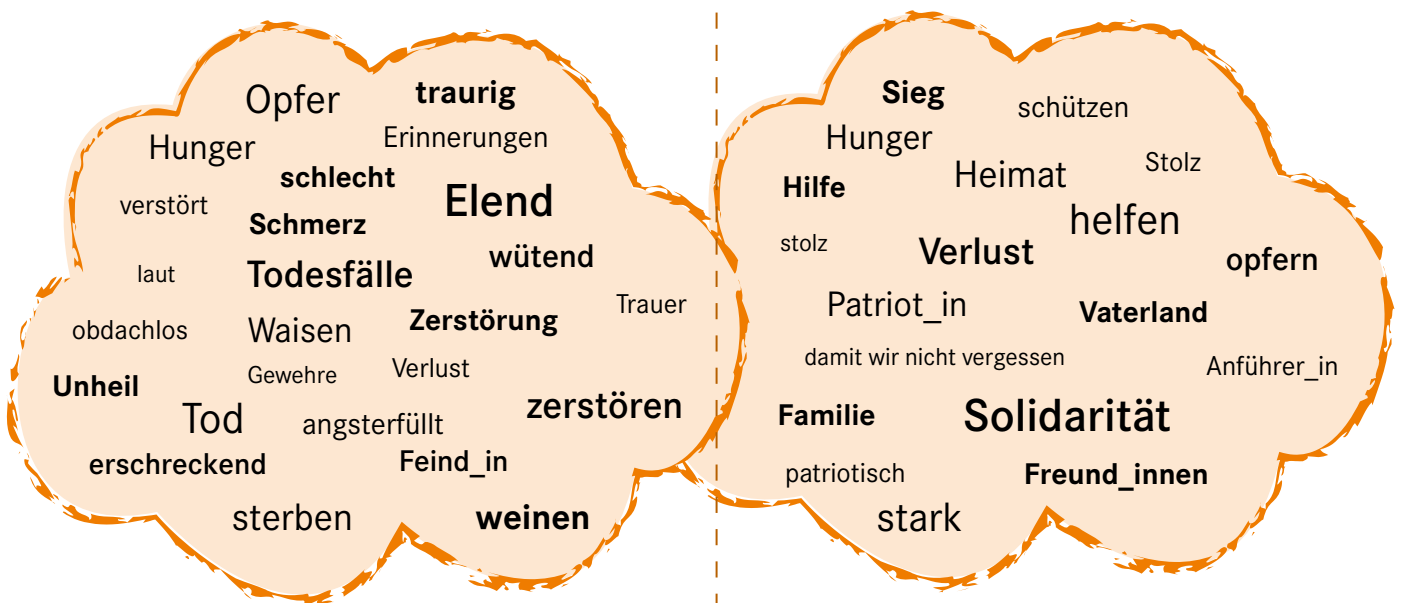 Opfer
traurig
Erinnerungen
Hunger
schlecht
Elend
verstört
Schmerz
wütend
laut
Todesfälle
Trauer
obdachlos
Waisen
Zerstörung
Verlust
Gewehre
Unheil
Tod
angsterfüllt
zerstören
erschreckend
Feind_in
sterben
weinen
Sieg
schützen
Hunger
Heimat
Stolz
Hilfe
helfen
stolz
Verlust
opfern
Patriot_in
Vaterland
damit wir nicht vergessen
Anführer_in
Familie
Solidarität
patriotisch
Freund_innen
stark